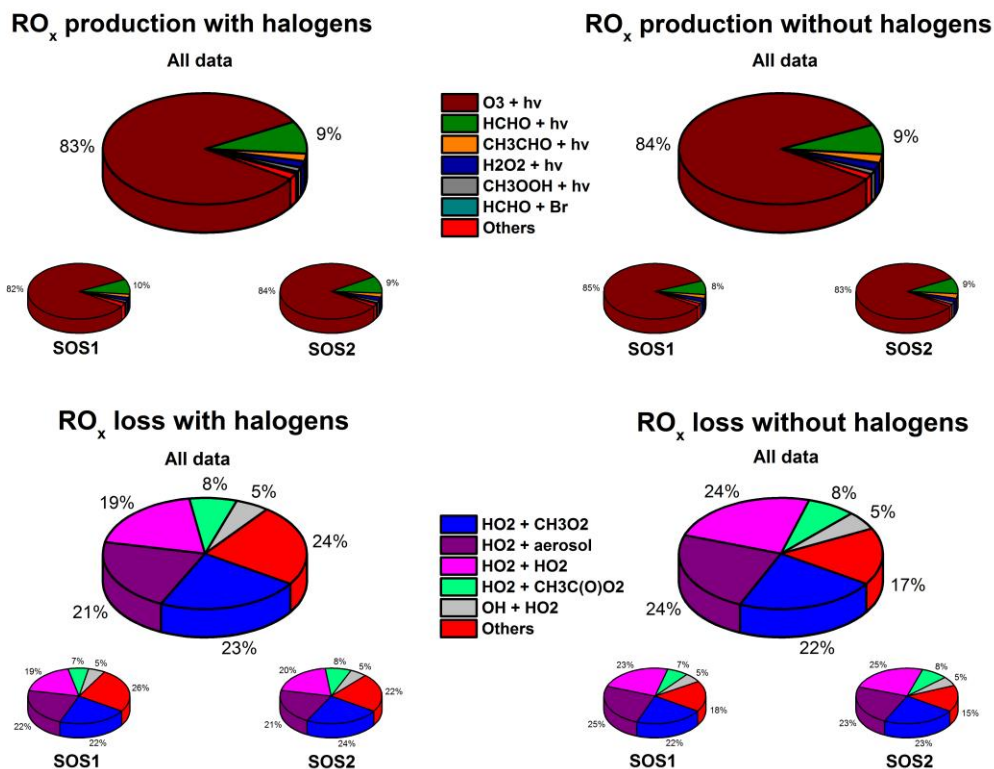 ROx production with halogens
All data
83%
9%
82%
10%
SOS1
84%
9%
SOS2
O3 + hv
HCHO + hv
CH3CHO + hv
H2O2 + hv
CH3OOH + hv
HCHO + Br
Others
ROx production without halogens
All data
84%
9%
85%
8%
SOS1
83%
9%
SOS2
ROx loss with halogens
All data
19%
8%
5%
24%
21%
23%
19%
7%
5%
26%
22%
22%
SOS1
20%
8%
5%
22%
21%
24%
SOS2
HO2 + CH3O2
HO2 + aerosol
HO2 + HO2
HO2 + CH3C(O)O2
OH + HO2
Others
ROx loss without halogens
All data
24%
8%
5%
17%
24%
22%
23%
7%
5%
18%
25%
22%
SOS1
25%
8%
5%
15%
23%
23%
SOS2